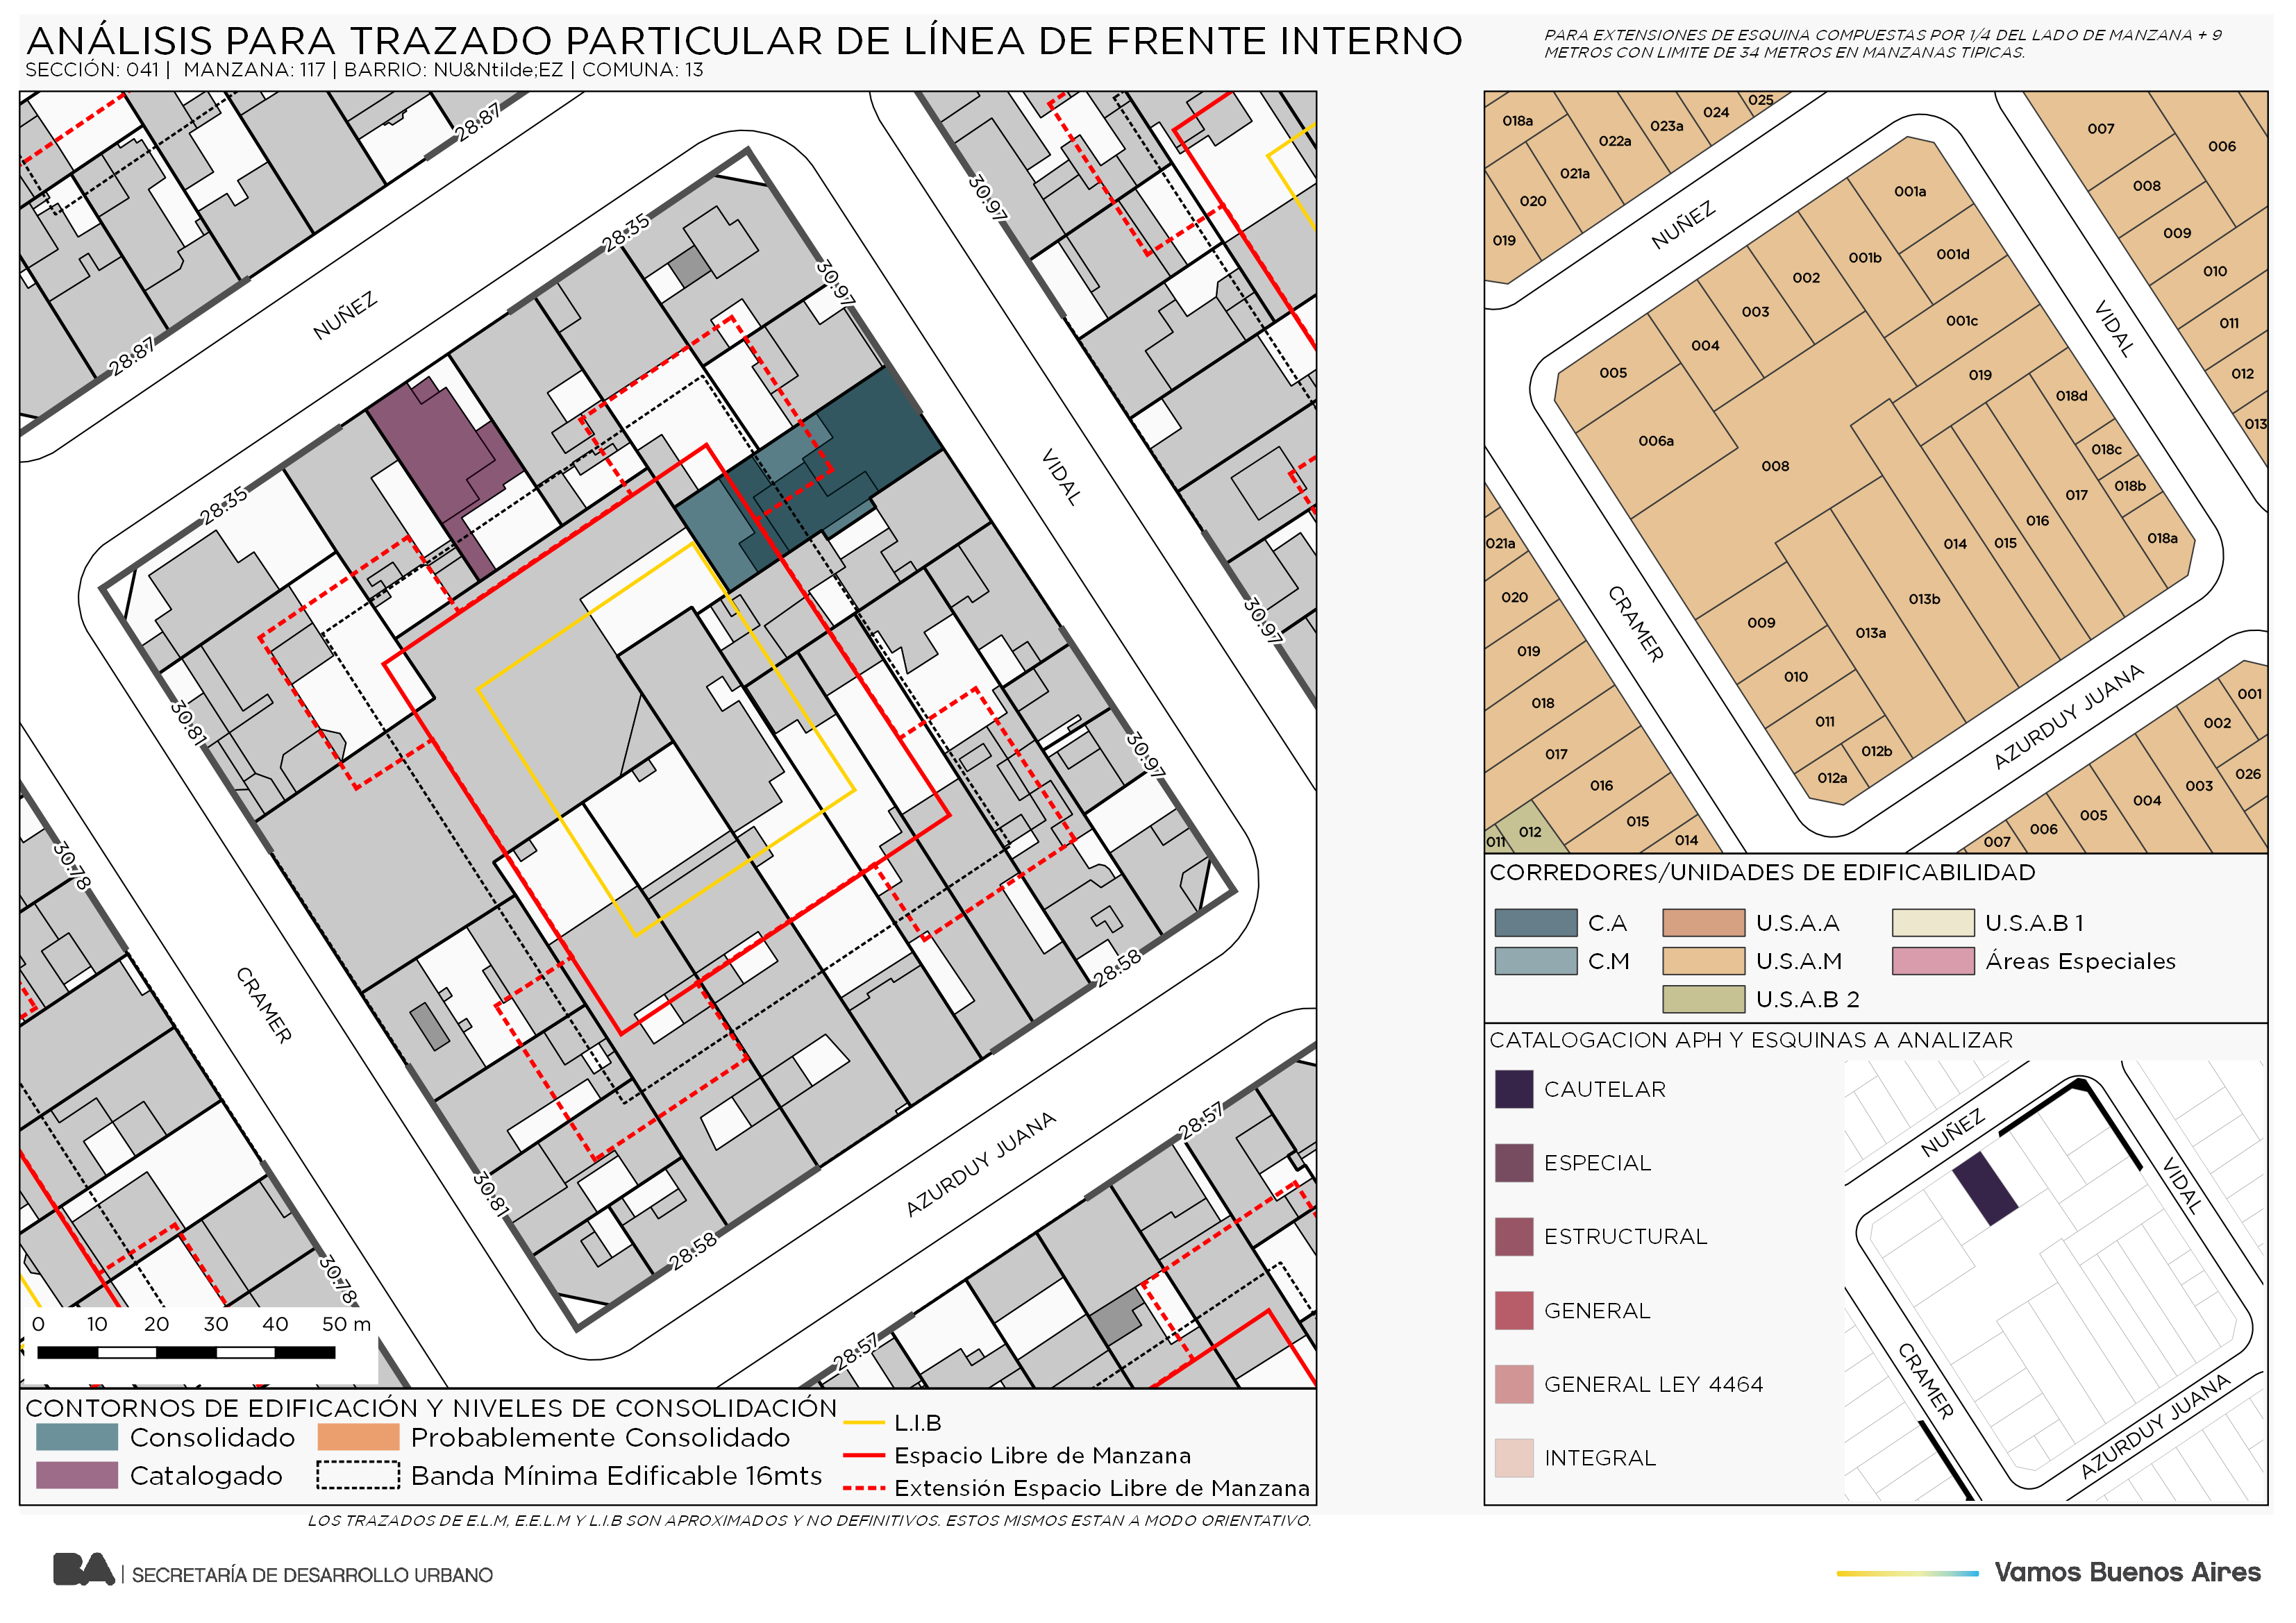 ANÁLISIS PARA TRAZADO PARTICULAR DE LÍNEA DE FRENTE INTERNO
SECCIÓN: 041 | MANZANA: 117 | BARRIO: NU&Ntilde;EZ | COMUNA: 13
PARA EXTENSIONES DE ESQUINA COMPUESTAS POR 1/4 DEL LADO DE MANZANA + 9
METROS CON LIMITE DE 34 METROS EN MANZANAS TIPICAS.
28.87
28.87
NUÑEZ
28.35
28.35
30.97
30.97
VIDAL
30.97
30.97
30.81
30.78
CRAMER
30.81
30.78
28.58
28.58
AZURDUY JUANA
28.57
28.57
0 10 20 30 40 50 m
CONTORNOS DE EDIFICACIÓN Y NIVELES DE CONSOLIDACIÓN
Consolidado
Probablemente Consolidado
Catalogado
Banda Mínima Edificable 16mts
L.I.B
Espacio Libre de Manzana
Extensión Espacio Libre de Manzana
LOS TRAZADOS DE E.L.M, E.E.L.M Y L.I.B SON APROXIMADOS Y NO DEFINITIVOS. ESTOS MISMOS ESTAN A MODO ORIENTATIVO.
018a
022a
023a
024
025
021a
020
019
NUÑEZ
001a
001b
001d
001c
002
003
004
005
006a
008
019
018d
018c
018b
018a
017
016
015
014
013b
013a
009
010
011
012b
012a
VIDAL
007
006
008
009
010
011
012
013
CRAMER
021a
020
019
018
017
016
015
014
012
011
AZURDUY JUANA
001
002
026
003
004
005
006
007
CORREDORES/UNIDADES DE EDIFICABILIDAD
C.A
U.S.A.A
U.S.A.B 1
C.M
U.S.A.M
Áreas Especiales
U.S.A.B 2
CATALOGACION APH Y ESQUINAS A ANALIZAR
CAUTELAR
ESPECIAL
ESTRUCTURAL
GENERAL
GENERAL LEY 4464
INTEGRAL
NUÑEZ
VIDAL
CRAMER
AZURDUY JUANA
BA | SECRETARÍA DE DESARROLLO URBANO
Vamos Buenos Aires